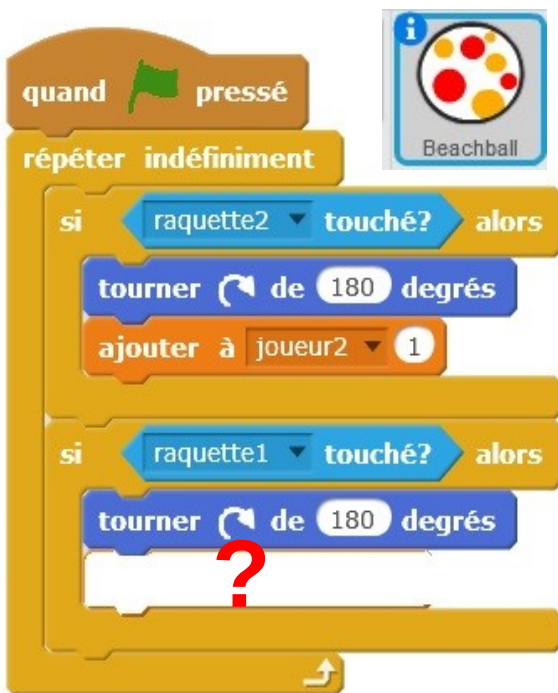 i
Beachball
quand pressé
répéter indéfiniment
si raquette2 touché? alors
tourner de 180 degrés
ajouter à joueur2 1
si raquette1 touché? alors
tourner de 180 degrés
?